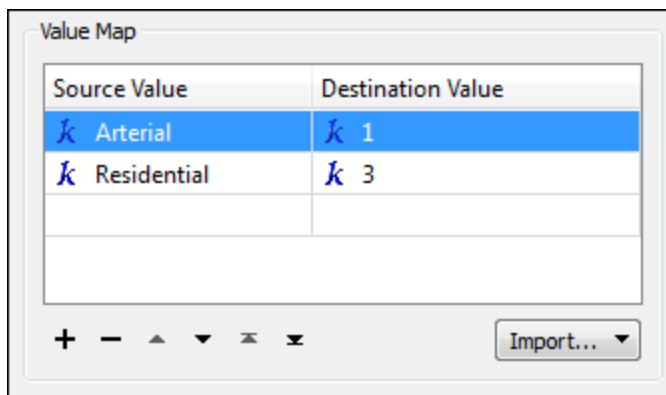 Value Map
Source Value Destination Value
k Arterial k 1
k Residential k 3
Import...